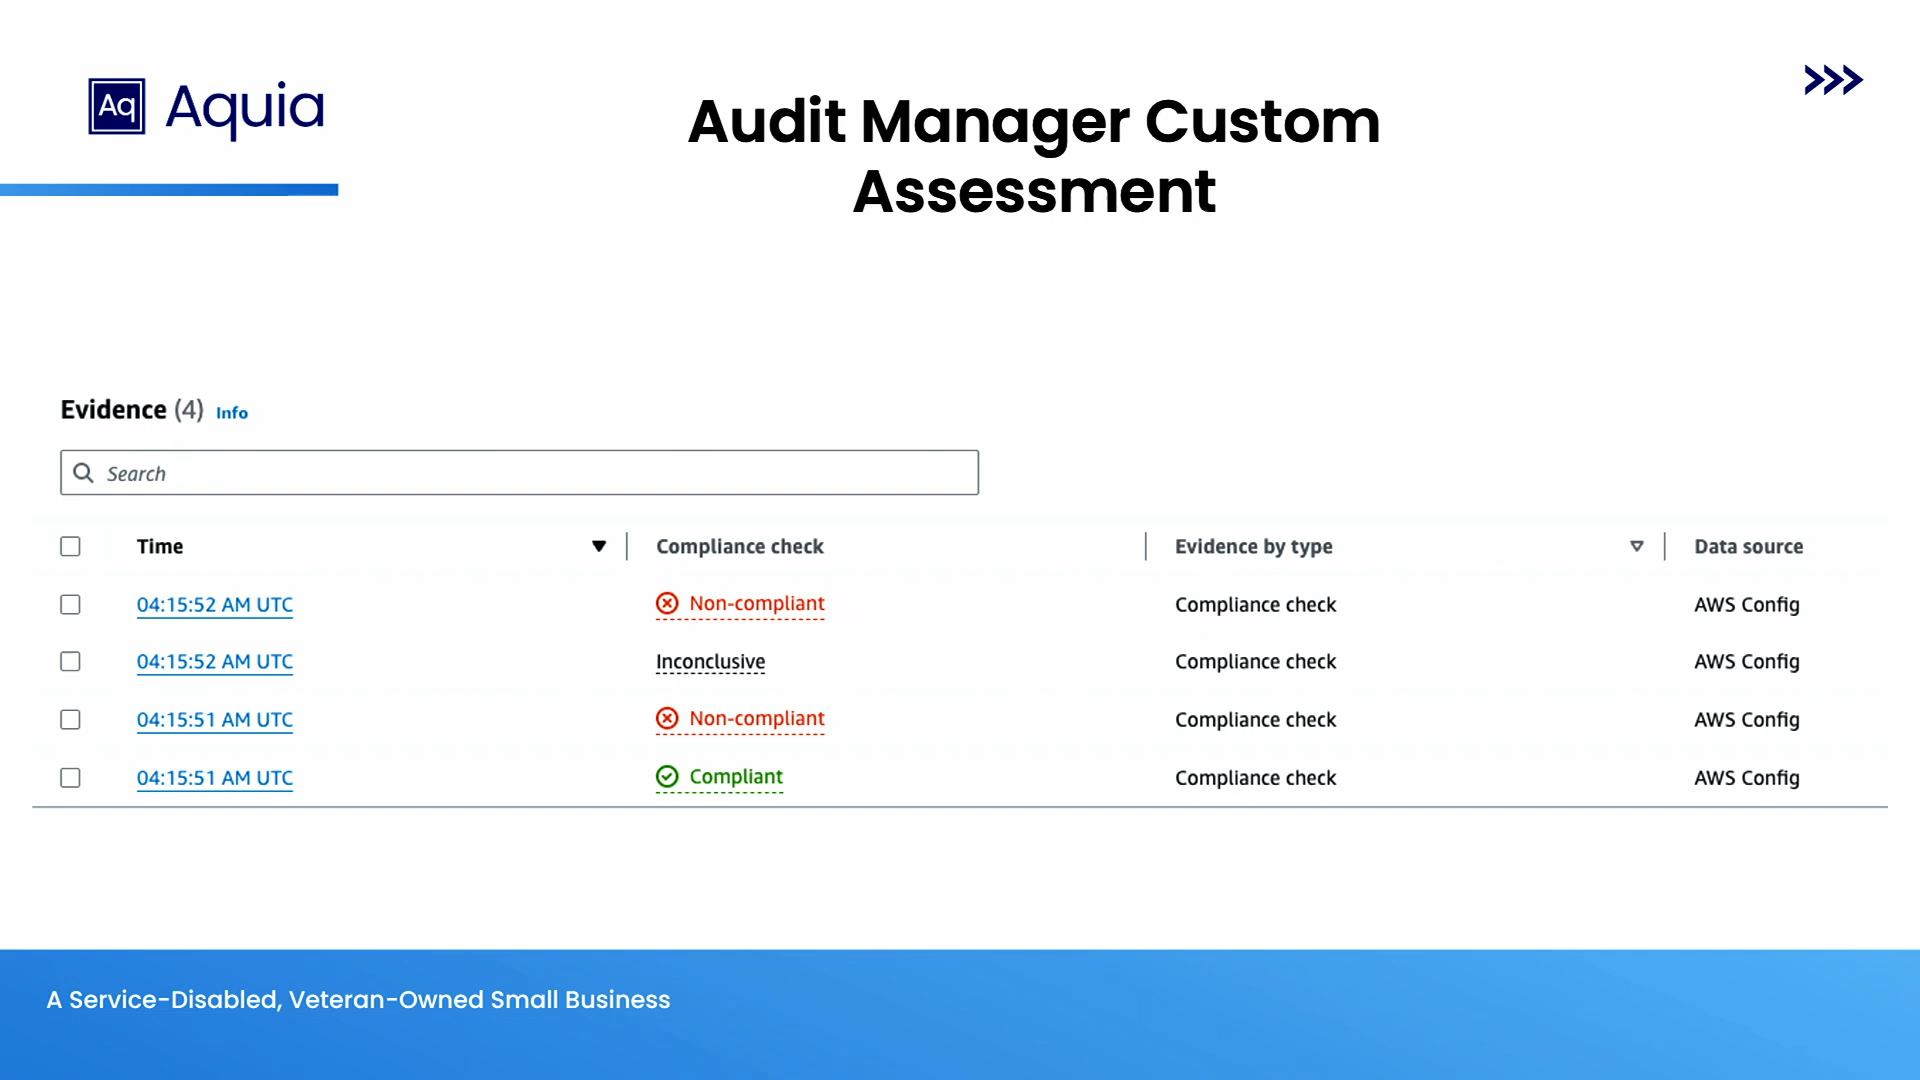 Aq Aquia
Audit Manager Custom
Assessment
Evidence (4) Info
Search
Time Compliance check Evidence by type Data source
04:15:52 AM UTC Non-compliant Compliance check AWS Config
04:15:52 AM UTC Inconclusive Compliance check AWS Config
04:15:51 AM UTC Non-compliant Compliance check AWS Config
04:15:51 AM UTC Compliant Compliance check AWS Config
A Service-Disabled, Veteran-Owned Small Business